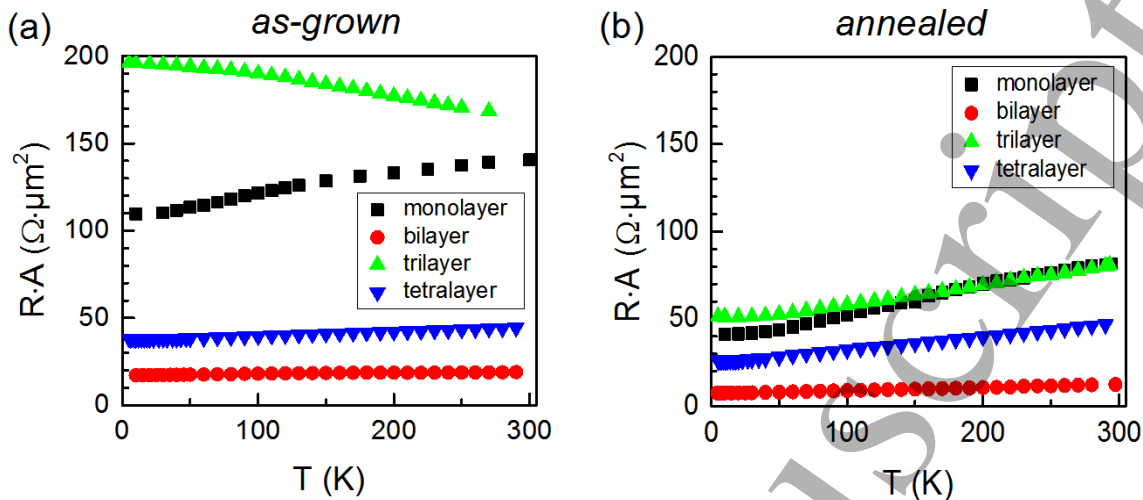 (a)
as-grown
200
150
100
50
0
R·A (Ω·µm²)
0
100
200
300
T (K)
monolayer
bilayer
trilayer
tetralayer
(b)
annealed
200
150
100
50
0
R·A (Ω·µm²)
0
100
200
300
T (K)
monolayer
bilayer
trilayer
tetralayer